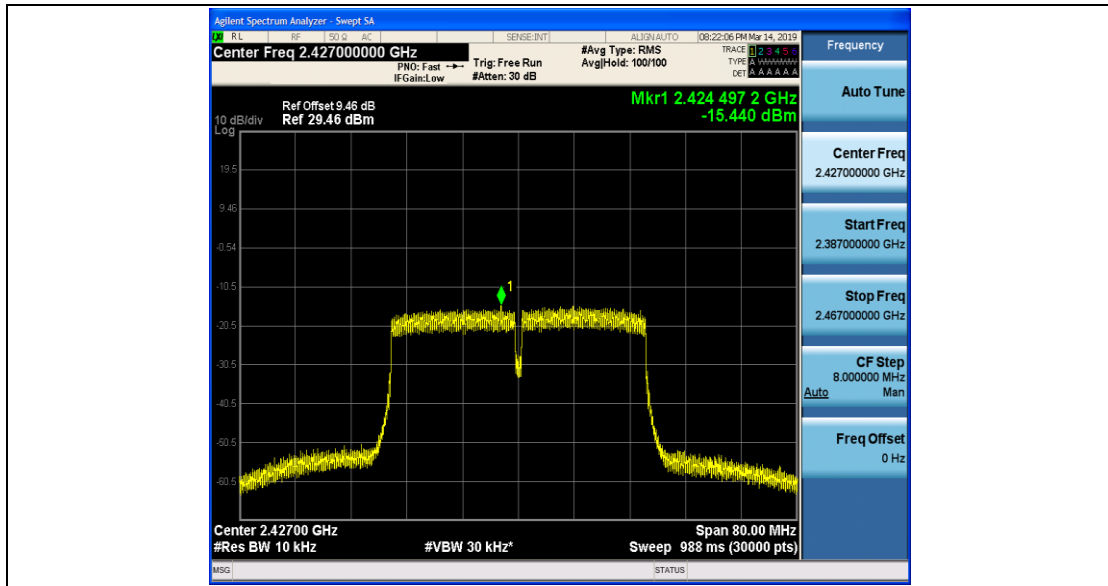 Agilent Spectrum Analyzer - Swept SA
LXI RL RF 50 Ω AC SENSE:INT ALIGNAUTO 08:22:06 PM Mar 14, 2019
Center Freq 2.427000000 GHz
PNO: Fast
IFGain:Low
Trig: Free Run
#Atten: 30 dB
#Avg Type: RMS
Avg|Hold: 100/100
TRACE 1 2 3 4 5 6
TYPE A WWWWW
DET A A A A A A
Ref Offset 9.46 dB
10 dB/div Ref 29.46 dBm
Log
Mkr1 2.424 497 2 GHz
-15.440 dBm
19.5
9.46
-0.54
-10.5
-20.5
-30.5
-40.5
-50.5
-60.5
1
Center 2.42700 GHz
Span 80.00 MHz
#Res BW 10 kHz
#VBW 30 kHz*
Sweep 988 ms (30000 pts)
MSG
STATUS
Frequency
Auto Tune
Center Freq
2.427000000 GHz
Start Freq
2.387000000 GHz
Stop Freq
2.467000000 GHz
CF Step
8.000000 MHz
Auto Man
Freq Offset
0 Hz